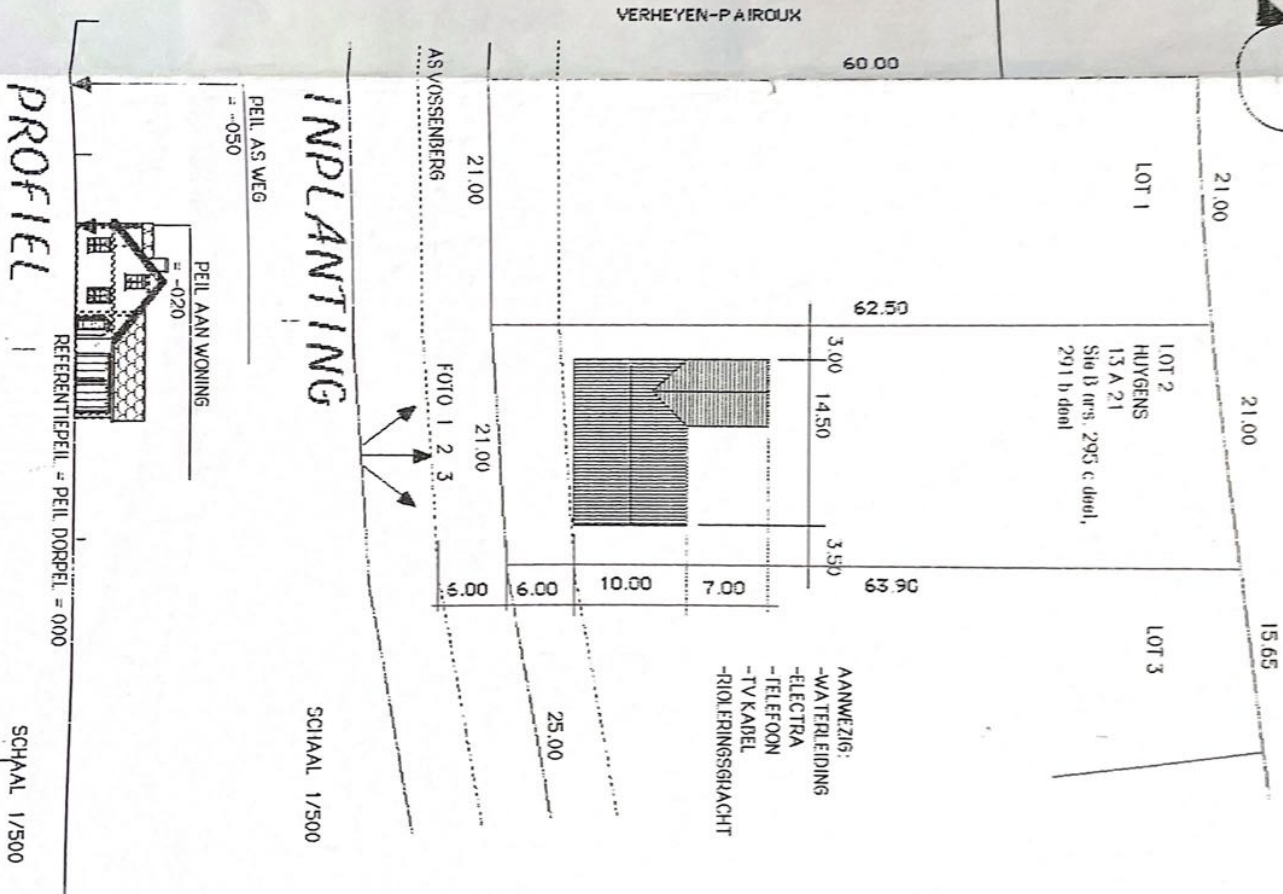 VERHEYEN-PAIROUX
60.00
21.00
21.00
15.65
LOT 1
LOT 2
HUYGENS
13 A 21
Sie B nrs. 295 c deel,
291 b deel
LOT 3
62.50
63.90
3.00
14.50
3.50
7.00
10.00
6.00
6.00
AANWEZIG:
-WATERLEIDING
-ELECTRA
-TELEFOON
-TV KABEL
-RIOLERINGSGRACHT
21.00
21.00
25.00
AS VOSSENBERG
FOTO 1 2 3
INPLANTING
SCHAAL 1/500
PEIL AS WEG
= -050
PEIL AAN WONING
= -020
REFERENTIEPEIL = PEIL DORPEL = 000
PROFIEL
SCHAAL 1/500